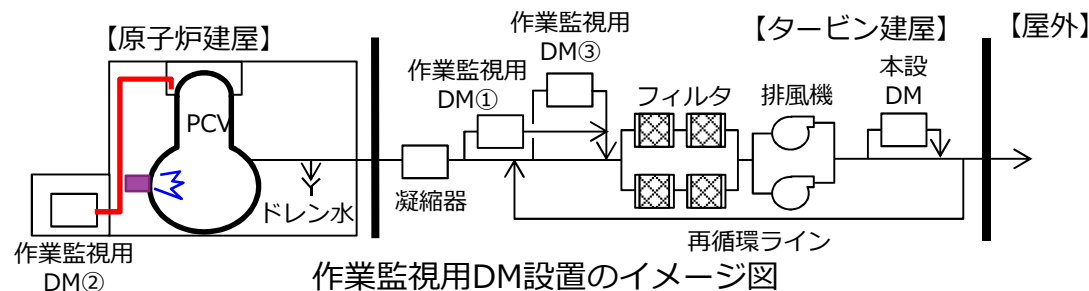 【原子炉建屋】
PCV
ドレン水
作業監視用
DM②
凝縮器
作業監視用
DM①
作業監視用
DM③
【タービン建屋】
フィルタ
排風機
本設
DM
再循環ライン
【屋外】
作業監視用DM設置のイメージ図